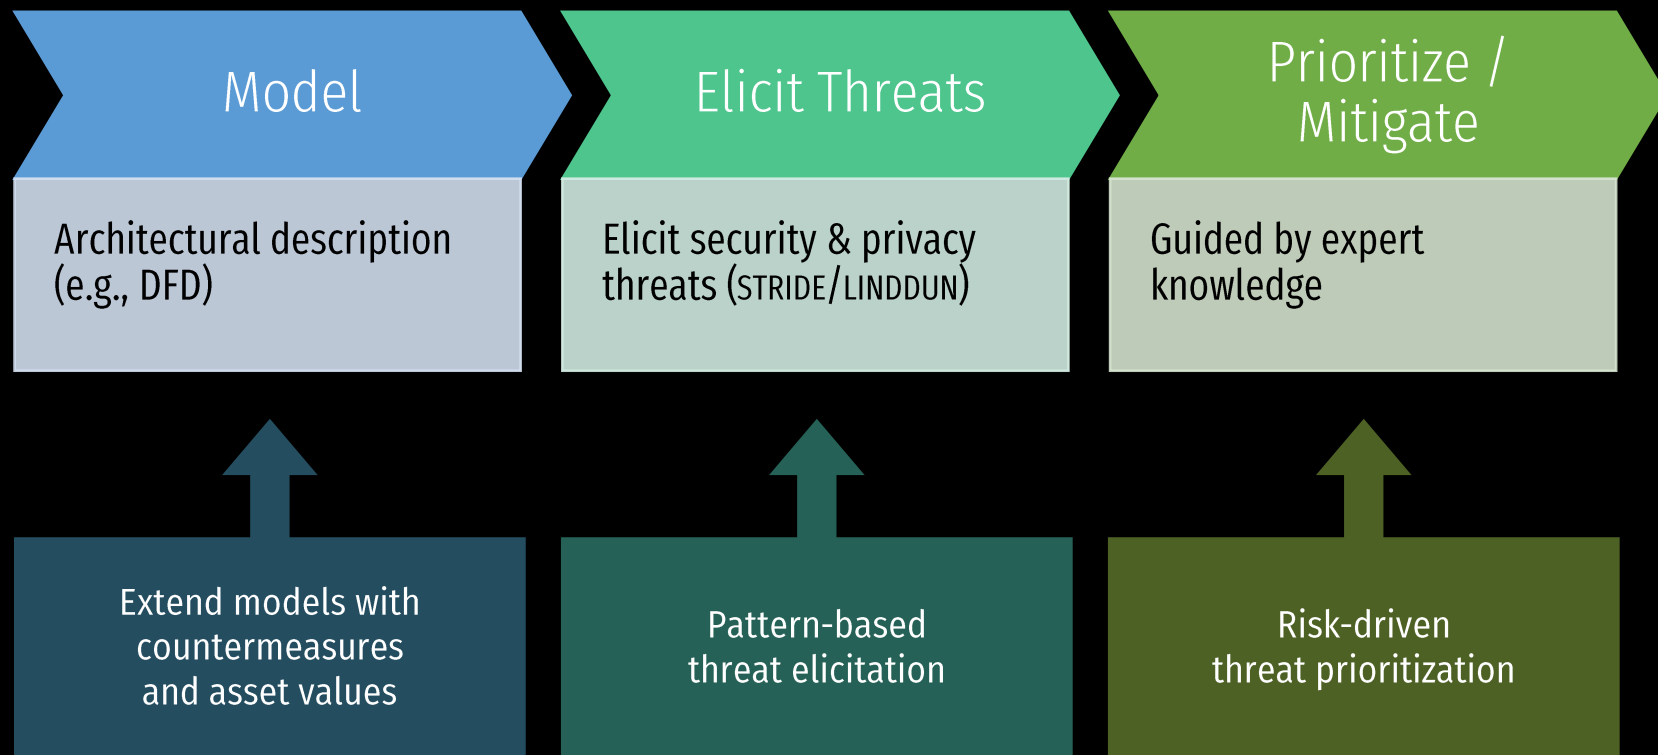 Model
Elicit Threats
Prioritize /
Mitigate
Architectural description
(e.g., DFD)
Elicit security & privacy
threats (STRIDE/LINDDUN)
Guided by expert
knowledge
Extend models with
countermeasures
and asset values
Pattern-based
threat elicitation
Risk-driven
threat prioritization